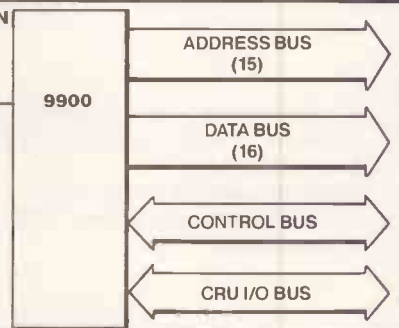 N
ADDRESS BUS
(15)
9900
DATA BUS
(16)
CONTROL BUS
CRU I/O BUS